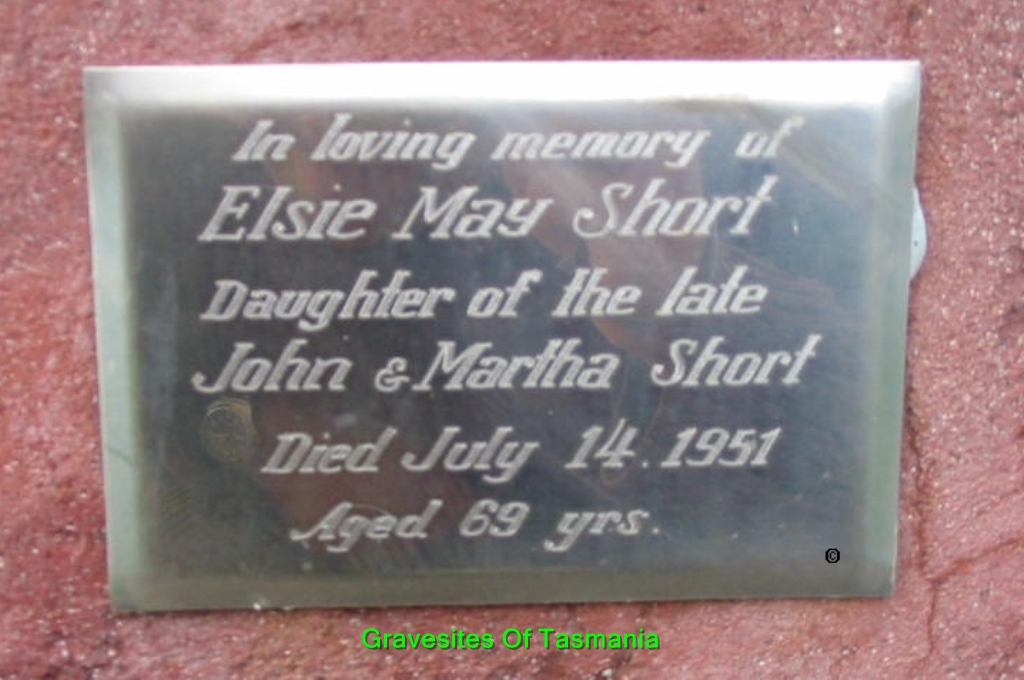 In loving memory of
Elsie May Short
Daughter of the late
John & Martha Short
Died July 14. 1951
Aged 69 yrs.
©
Gravesites Of Tasmania